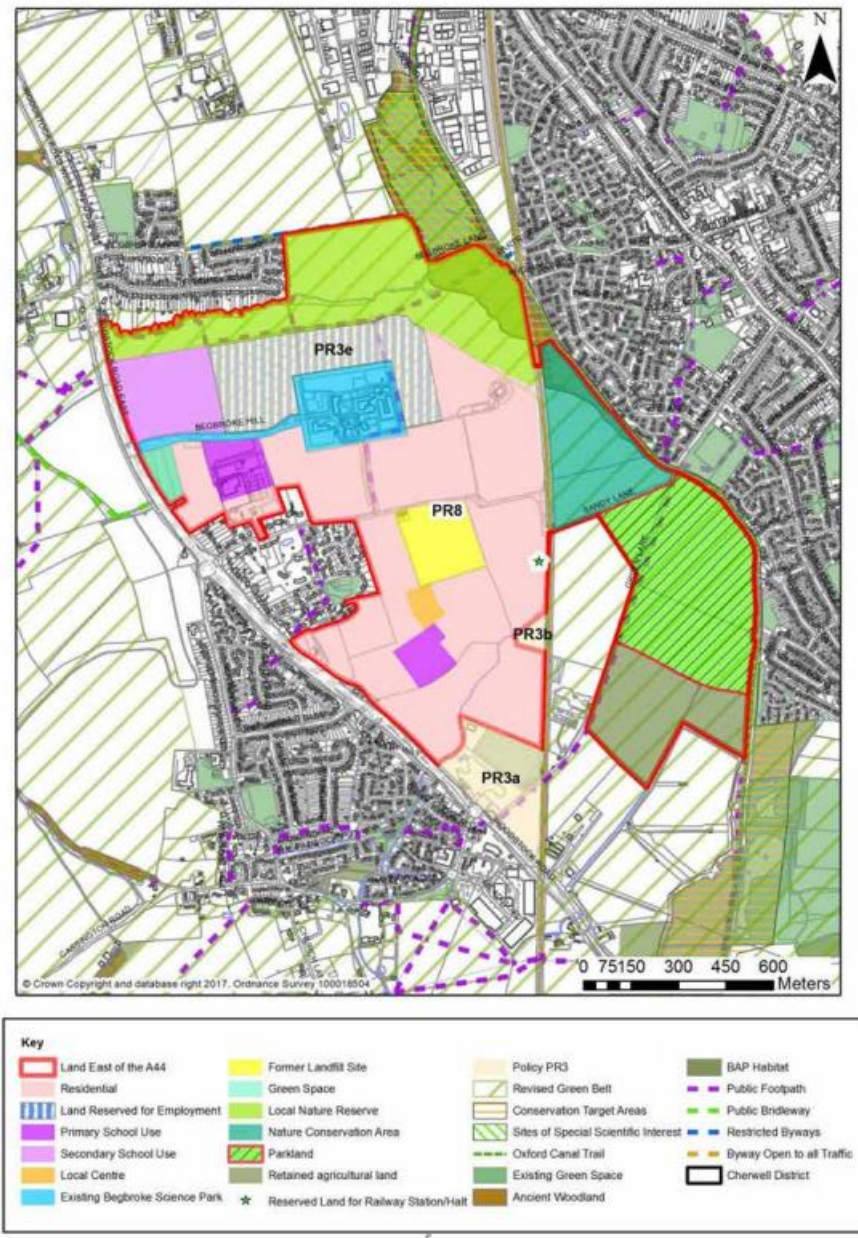 N
PR3e
BEGBROKE HILL
PR8
SANDY LANE
PR3b
PR3a
© Crown Copyright and database right 2017. Ordnance Survey 100018504
0 75150 300 450 600
Meters
Key
Land East of the A44
Residential
Land Reserved for Employment
Primary School Use
Secondary School Use
Local Centre
Existing Begbroke Science Park
Former Landfill Site
Green Space
Local Nature Reserve
Nature Conservation Area
Parkland
Retained agricultural land
Reserved Land for Railway Station/Halt
Policy PR3
Revised Green Belt
Conservation Target Areas
Sites of Special Scientific Interest
Oxford Canal Trail
Existing Green Space
Ancient Woodland
BAP Habitat
Public Footpath
Public Bridleway
Restricted Byways
Byway Open to all Traffic
Cherwell District